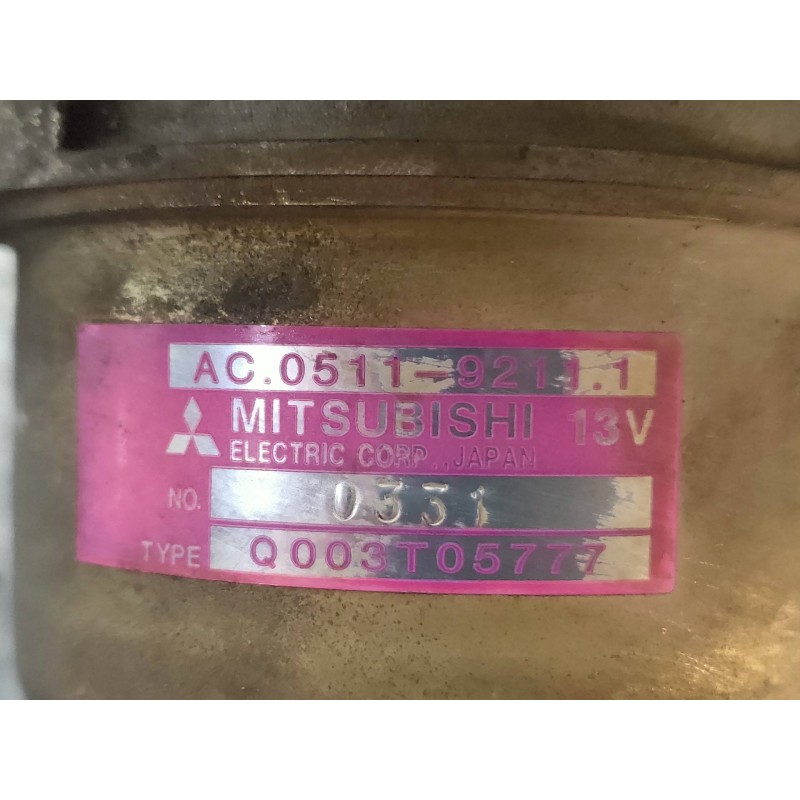 AC.0511-9211.1
MITSUBISHI 13V
ELECTRIC CORP., JAPAN
NO. 0331
TYPE Q003T05777